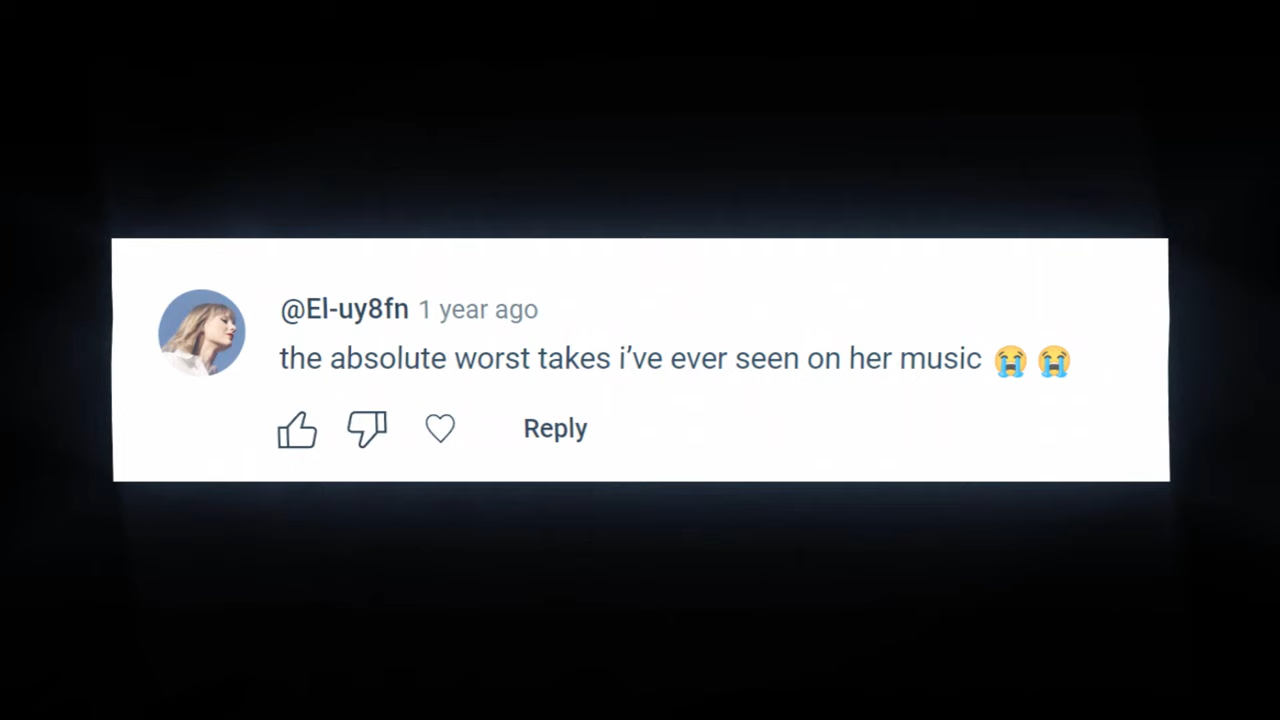 @El-uy8fn 1 year ago
the absolute worst takes i’ve ever seen on her music 😭 😭
Reply